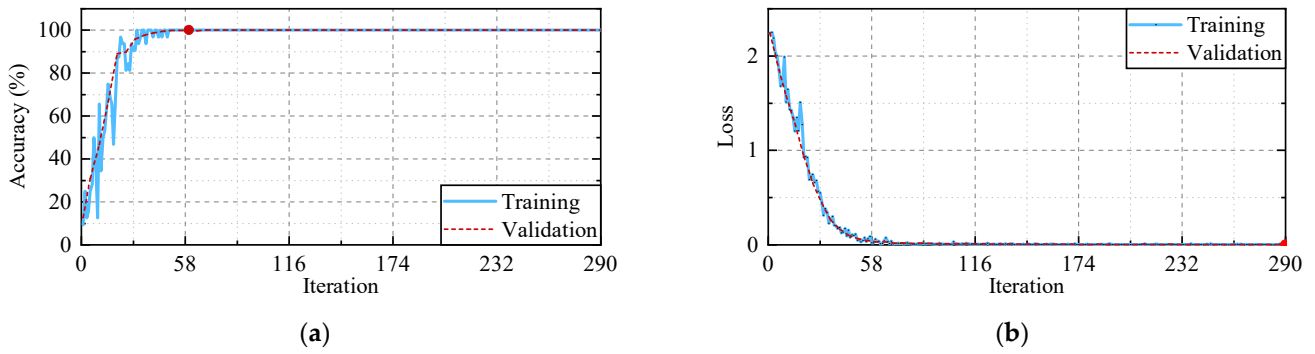 100
80
60
40
20
0
Accuracy (%)
Training
Validation
0 58 116 174 232 290
Iteration
(a)
2
1
0
Loss
Training
Validation
0 58 116 174 232 290
Iteration
(b)